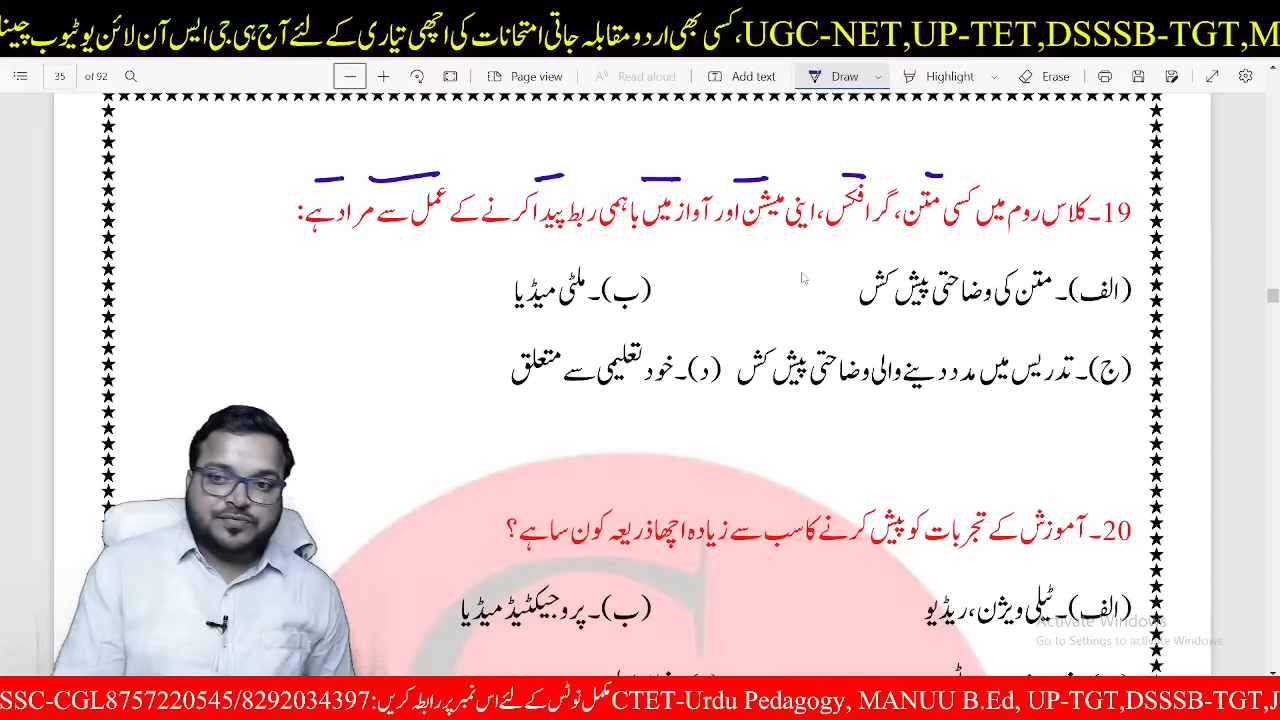 کسی بھی اردو مقابلہ جاتی امتحانات کی اچھی تیاری کے لئے آج ہی جی ایس آن لائن یوٹیوب چینل ،UGC-NET,UP-TET,DSSSB-TGT,M
35 of 92 Page view Read aloud Add text Draw Highlight Erase
19۔کلاس روم میں کسی متن، گرافکس، اینی میشن اور آواز میں باہمی ربط پیدا کرنے کے عمل سے مراد ہے:
(الف)۔ متن کی وضاحتی پیش کش (ب)۔ ملٹی میڈیا
(ج)۔ تدریس میں مدد دینے والی وضاحتی پیش کش (د)۔ خود تعلیمی سے متعلق
20۔ آموزش کے تجربات کو پیش کرنے کا سب سے زیادہ اچھا ذریعہ کون سا ہے؟
(الف)۔ ٹیلی ویژن، ریڈیو (ب)۔ پروجیکٹیڈ میڈیا
Activate Windows
Go to Settings to activate Windows.
SSC-CGL8757220545/8292034397:مکمل نوٹس کے لئے اس نمبر پر رابطہ کریں CTET-Urdu Pedagogy, MANUU B.Ed, UP-TGT,DSSSB-TGT,J